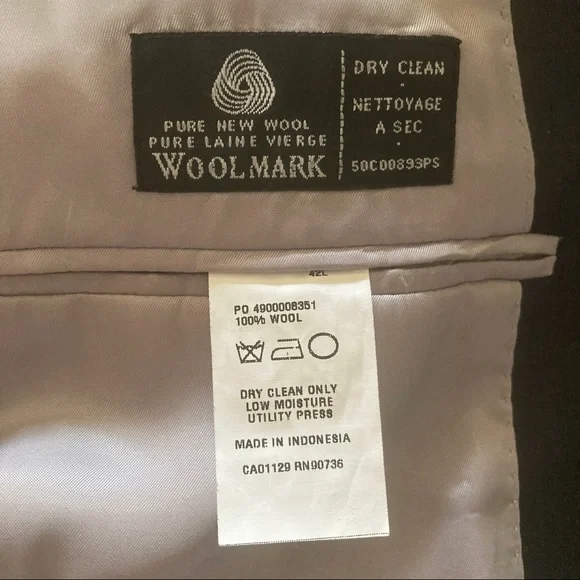 PURE NEW WOOL
PURE LAINE VIERGE
WOOLMARK
DRY CLEAN
NETTOYAGE
A SEC
50C00893PS
42L
PO 4900008351
100% WOOL
DRY CLEAN ONLY
LOW MOISTURE
UTILITY PRESS
MADE IN INDONESIA
CA01129 RN90736